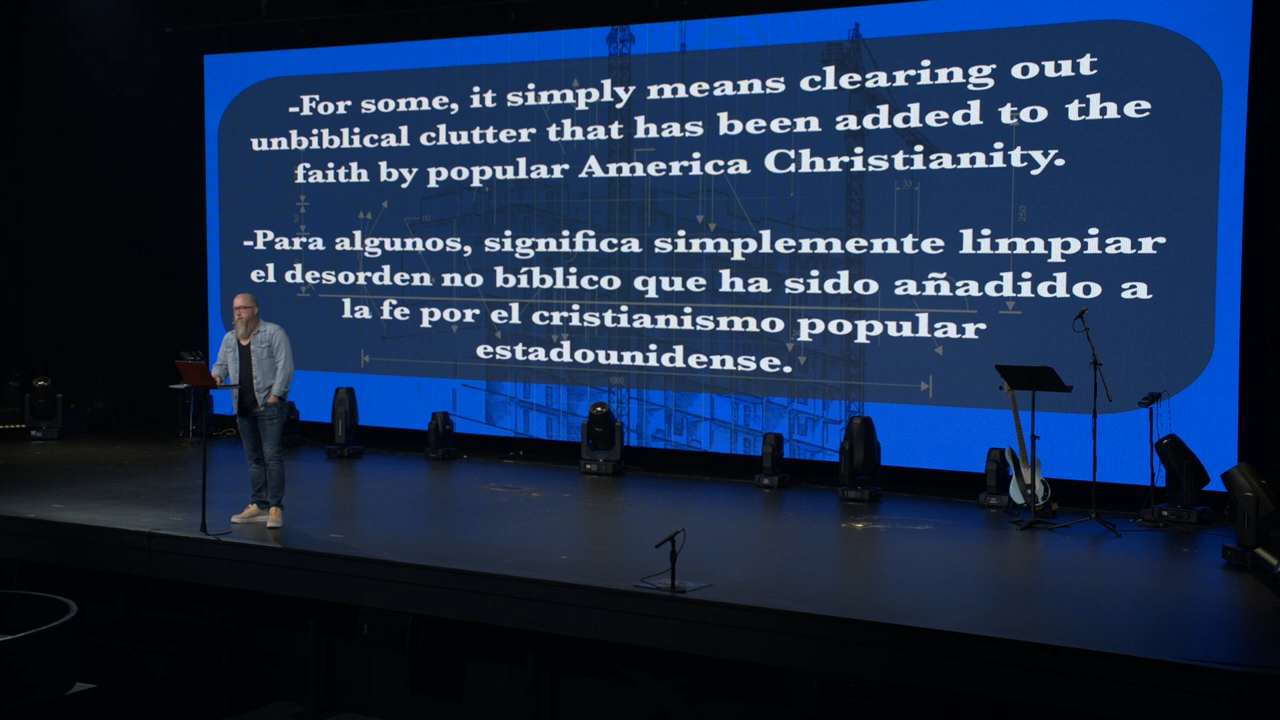 -For some, it simply means clearing out
unbiblical clutter that has been added to the
faith by popular America Christianity.
-Para algunos, significa simplemente limpiar
el desorden no bíblico que ha sido añadido a
la fe por el cristianismo popular
estadounidense.